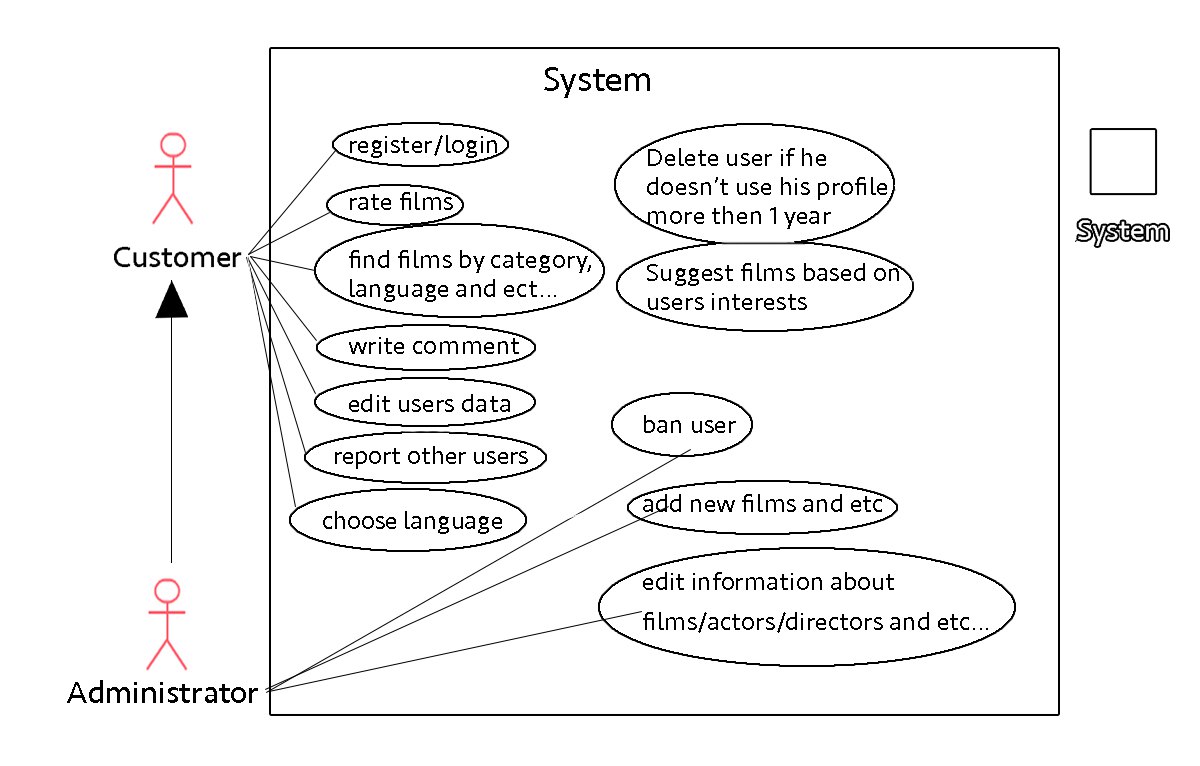 System
register/login
rate films
find films by category,
language and ect...
write comment
edit users data
report other users
choose language
Delete user if he
doesn't use his profile
more then 1 year
Suggest films based on
users interests
ban user
add new films and etc
edit information about
films/actors/directors and etc...
Customer
Administrator
System